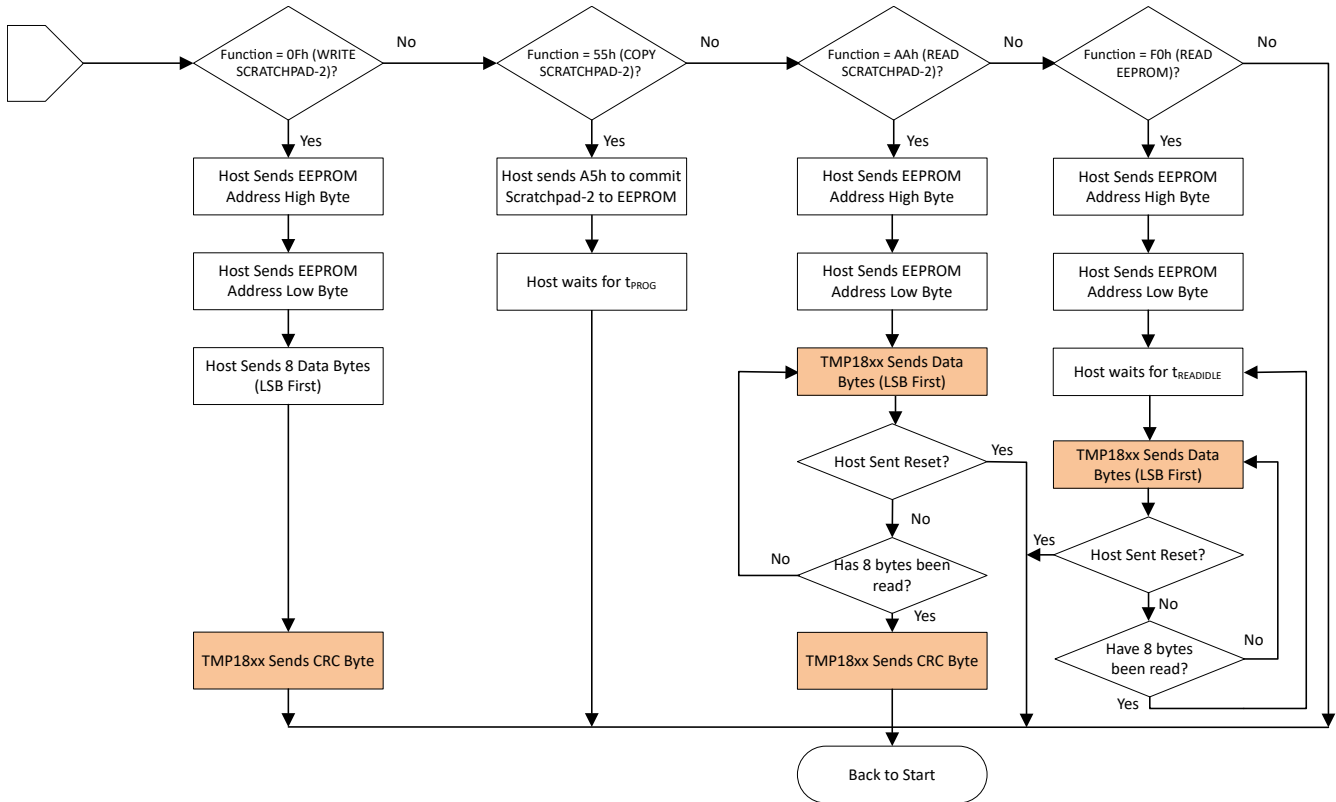 Function = 0Fh (WRITE
SCRATCHPAD-2)?
No
Function = 55h (COPY
SCRATCHPAD-2)?
No
Function = AAh (READ
SCRATCHPAD-2)?
No
Function = F0h (READ
EEPROM)?
No
Yes
Yes
Yes
Yes
Host Sends EEPROM
Address High Byte
Host sends A5h to commit
Scratchpad-2 to EEPROM
Host Sends EEPROM
Address High Byte
Host Sends EEPROM
Address High Byte
Host Sends EEPROM
Address Low Byte
Host waits for tPROG
Host Sends EEPROM
Address Low Byte
Host Sends EEPROM
Address Low Byte
Host Sends 8 Data Bytes
(LSB First)
TMP18xx Sends Data
Bytes (LSB First)
Host waits for tREADIDLE
Host Sent Reset?
Yes
TMP18xx Sends Data
Bytes (LSB First)
No
Yes
Host Sent Reset?
No
Has 8 bytes been
read?
No
Yes
Have 8 bytes
been read?
No
TMP18xx Sends CRC Byte
TMP18xx Sends CRC Byte
Yes
Back to Start